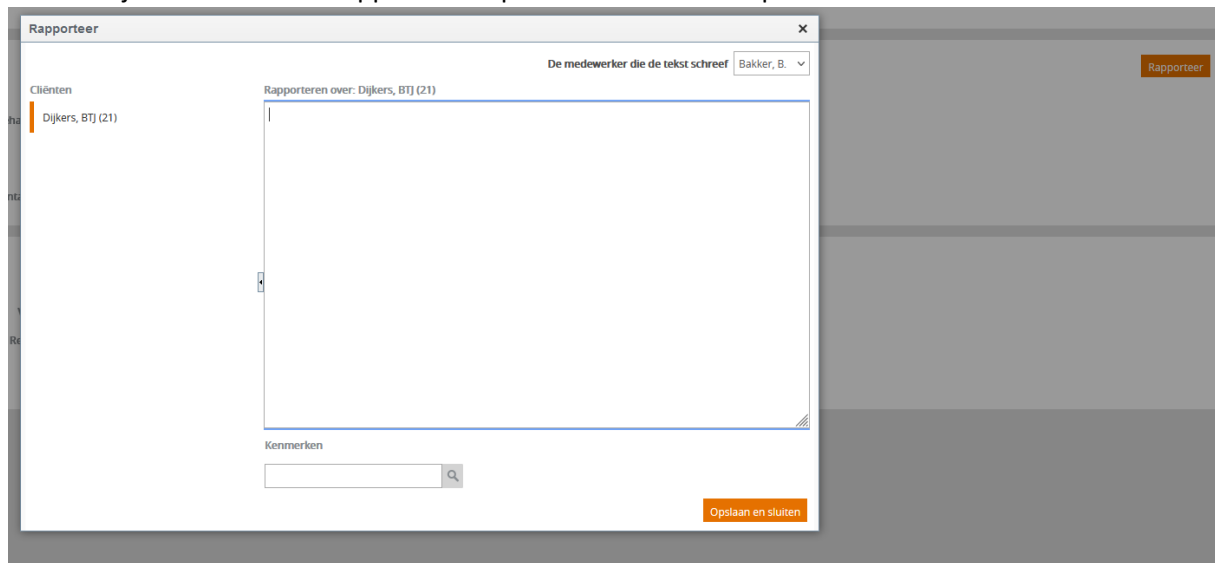 Rapporteer
De medewerker die de tekst schreef Bakker, B.
Rapporteer
Cliënten
Rapporteren over: Dijkers, BTJ (21)
Dijkers, BTJ (21)
Kenmerken
Opslaan en sluiten